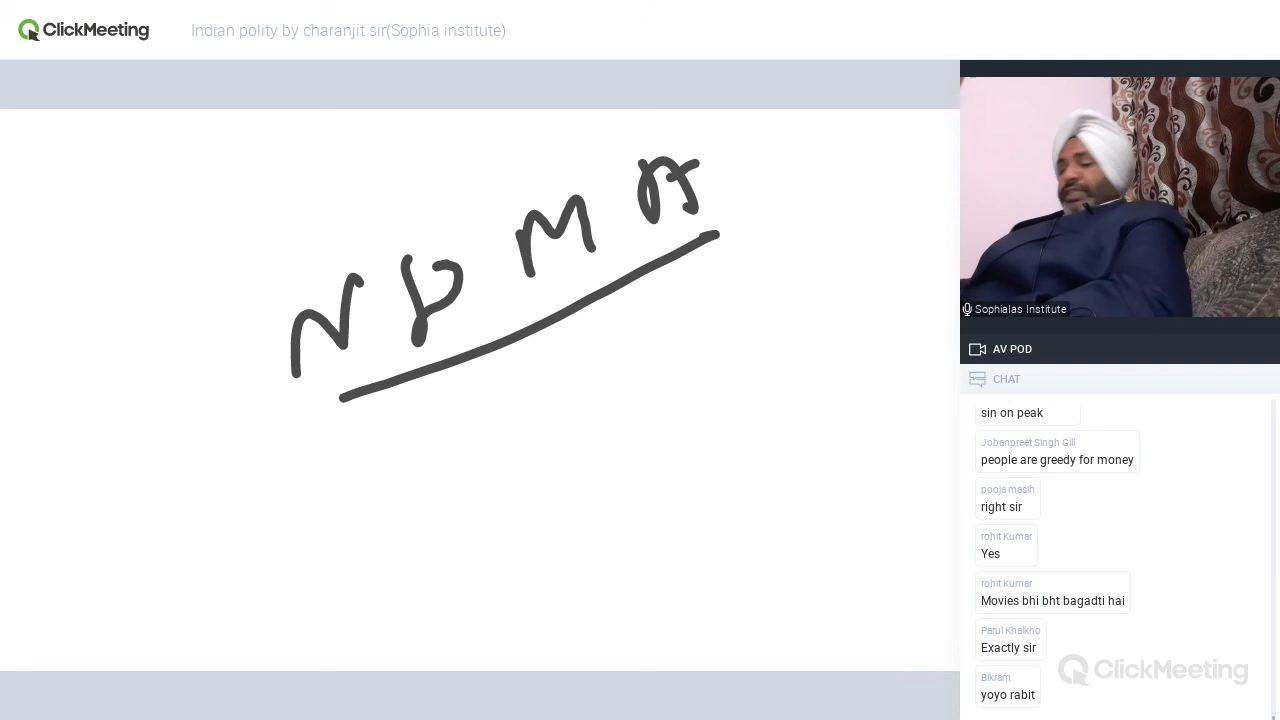 ClickMeeting
Indian polity by charanjit sir(Sophia institute)
N D M A
Sophialas Institute
AV POD
CHAT
sin on peak
Jobanpreet Singh Gill
people are greedy for money
pooja masih
right sir
rohit Kumar
Yes
rohit Kumar
Movies bhi bht bagadti hai
Parul Khalkho
Exactly sir
Bikram
yoyo rabit
ClickMeeting